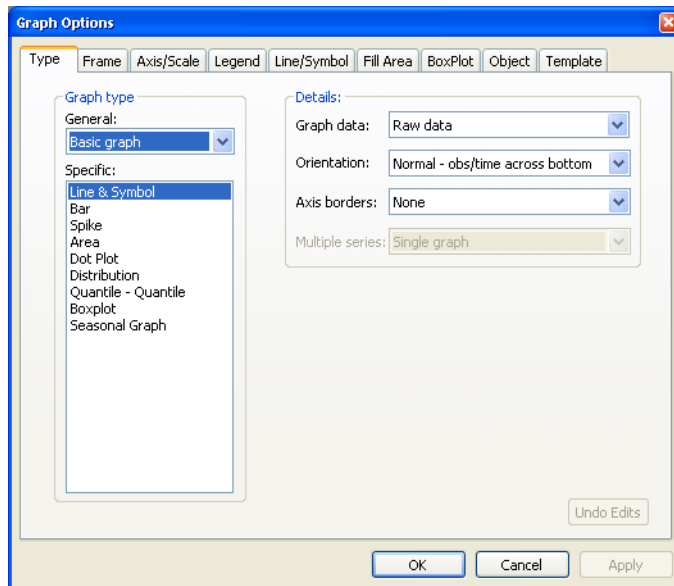 Graph Options
Type Frame Axis/Scale Legend Line/Symbol Fill Area BoxPlot Object Template
Graph type
General:
Basic graph
Specific:
Line & Symbol
Bar
Spike
Area
Dot Plot
Distribution
Quantile - Quantile
Boxplot
Seasonal Graph
Details:
Graph data: Raw data
Orientation: Normal - obs/time across bottom
Axis borders: None
Multiple series: Single graph
Undo Edits
OK Cancel Apply